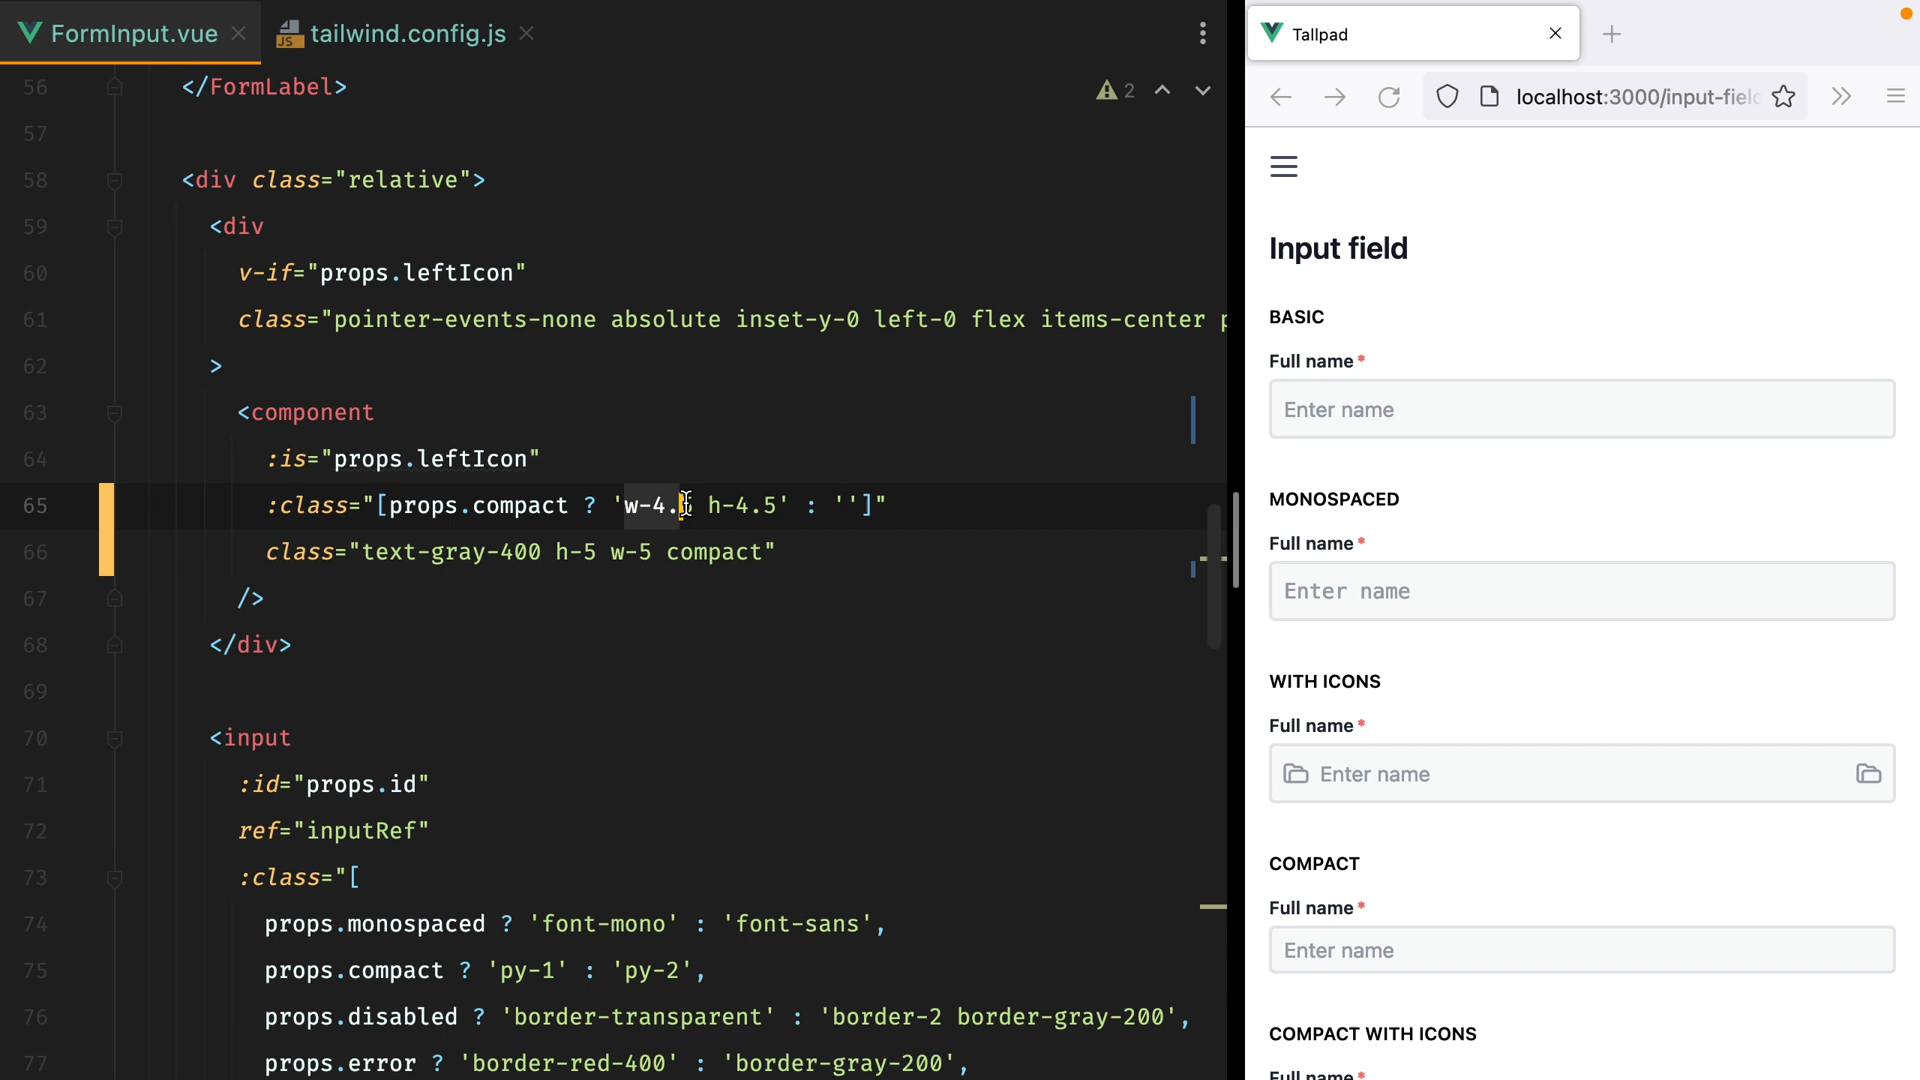 FormInput.vue
tailwind.config.js
JS
2
56 </FormLabel>
57
58 <div class="relative">
59 <div
60 v-if="props.leftIcon"
61 class="pointer-events-none absolute inset-y-0 left-0 flex items-center p
62 >
63 <component
64 :is="props.leftIcon"
65 :class="[props.compact ? 'w-4.5 h-4.5' : '']"
66 class="text-gray-400 h-5 w-5 compact"
67 />
68 </div>
69
70 <input
71 :id="props.id"
72 ref="inputRef"
73 :class="[
74 props.monospaced ? 'font-mono' : 'font-sans',
75 props.compact ? 'py-1' : 'py-2',
76 props.disabled ? 'border-transparent' : 'border-2 border-gray-200',
77 props.error ? 'border-red-400' : 'border-gray-200',
Tallpad
localhost:3000/input-fiel
Input field
BASIC
Full name *
Enter name
MONOSPACED
Full name *
Enter name
WITH ICONS
Full name *
Enter name
COMPACT
Full name *
Enter name
COMPACT WITH ICONS
Full name *